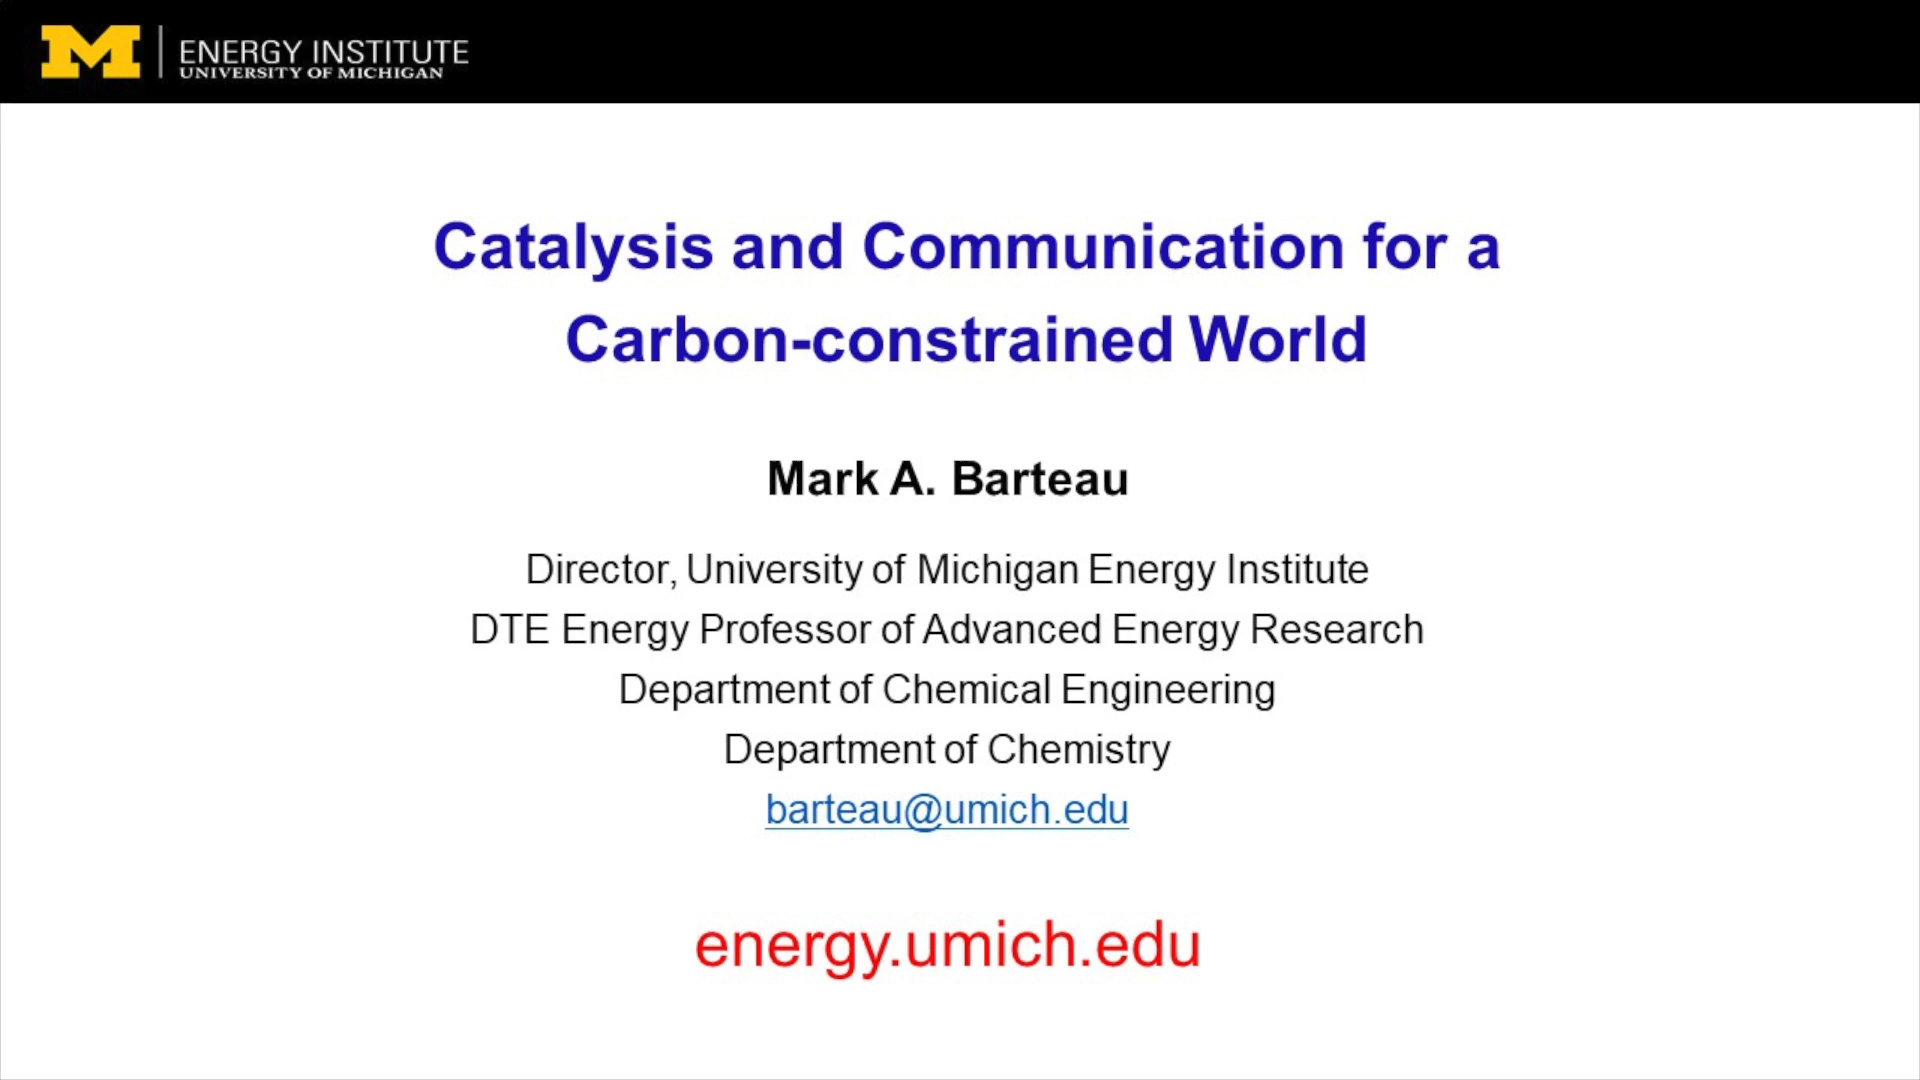 M
ENERGY INSTITUTE
UNIVERSITY OF MICHIGAN
Catalysis and Communication for a
Carbon-constrained World
Mark A. Barteau
Director, University of Michigan Energy Institute
DTE Energy Professor of Advanced Energy Research
Department of Chemical Engineering
Department of Chemistry
barteau@umich.edu
energy.umich.edu